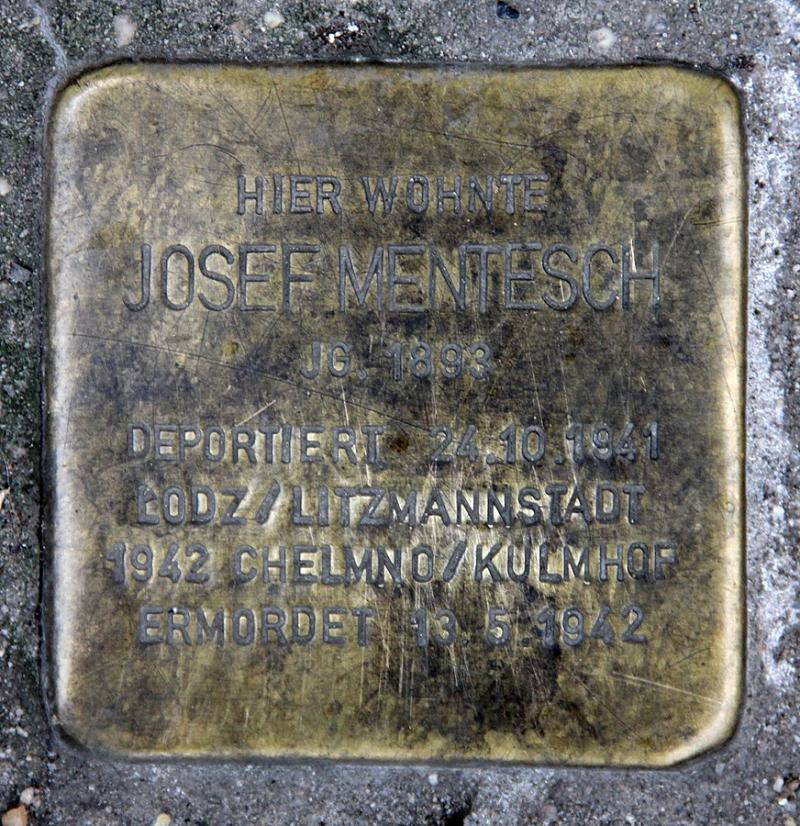 HIER WOHNTE
JOSEF MENTESCH
JG. 1893
DEPORTIERT 24.10.1941
ŁODZ/LITZMANNSTADT
1942 CHELMNO/KULMHOF
ERMORDET 13.5.1942